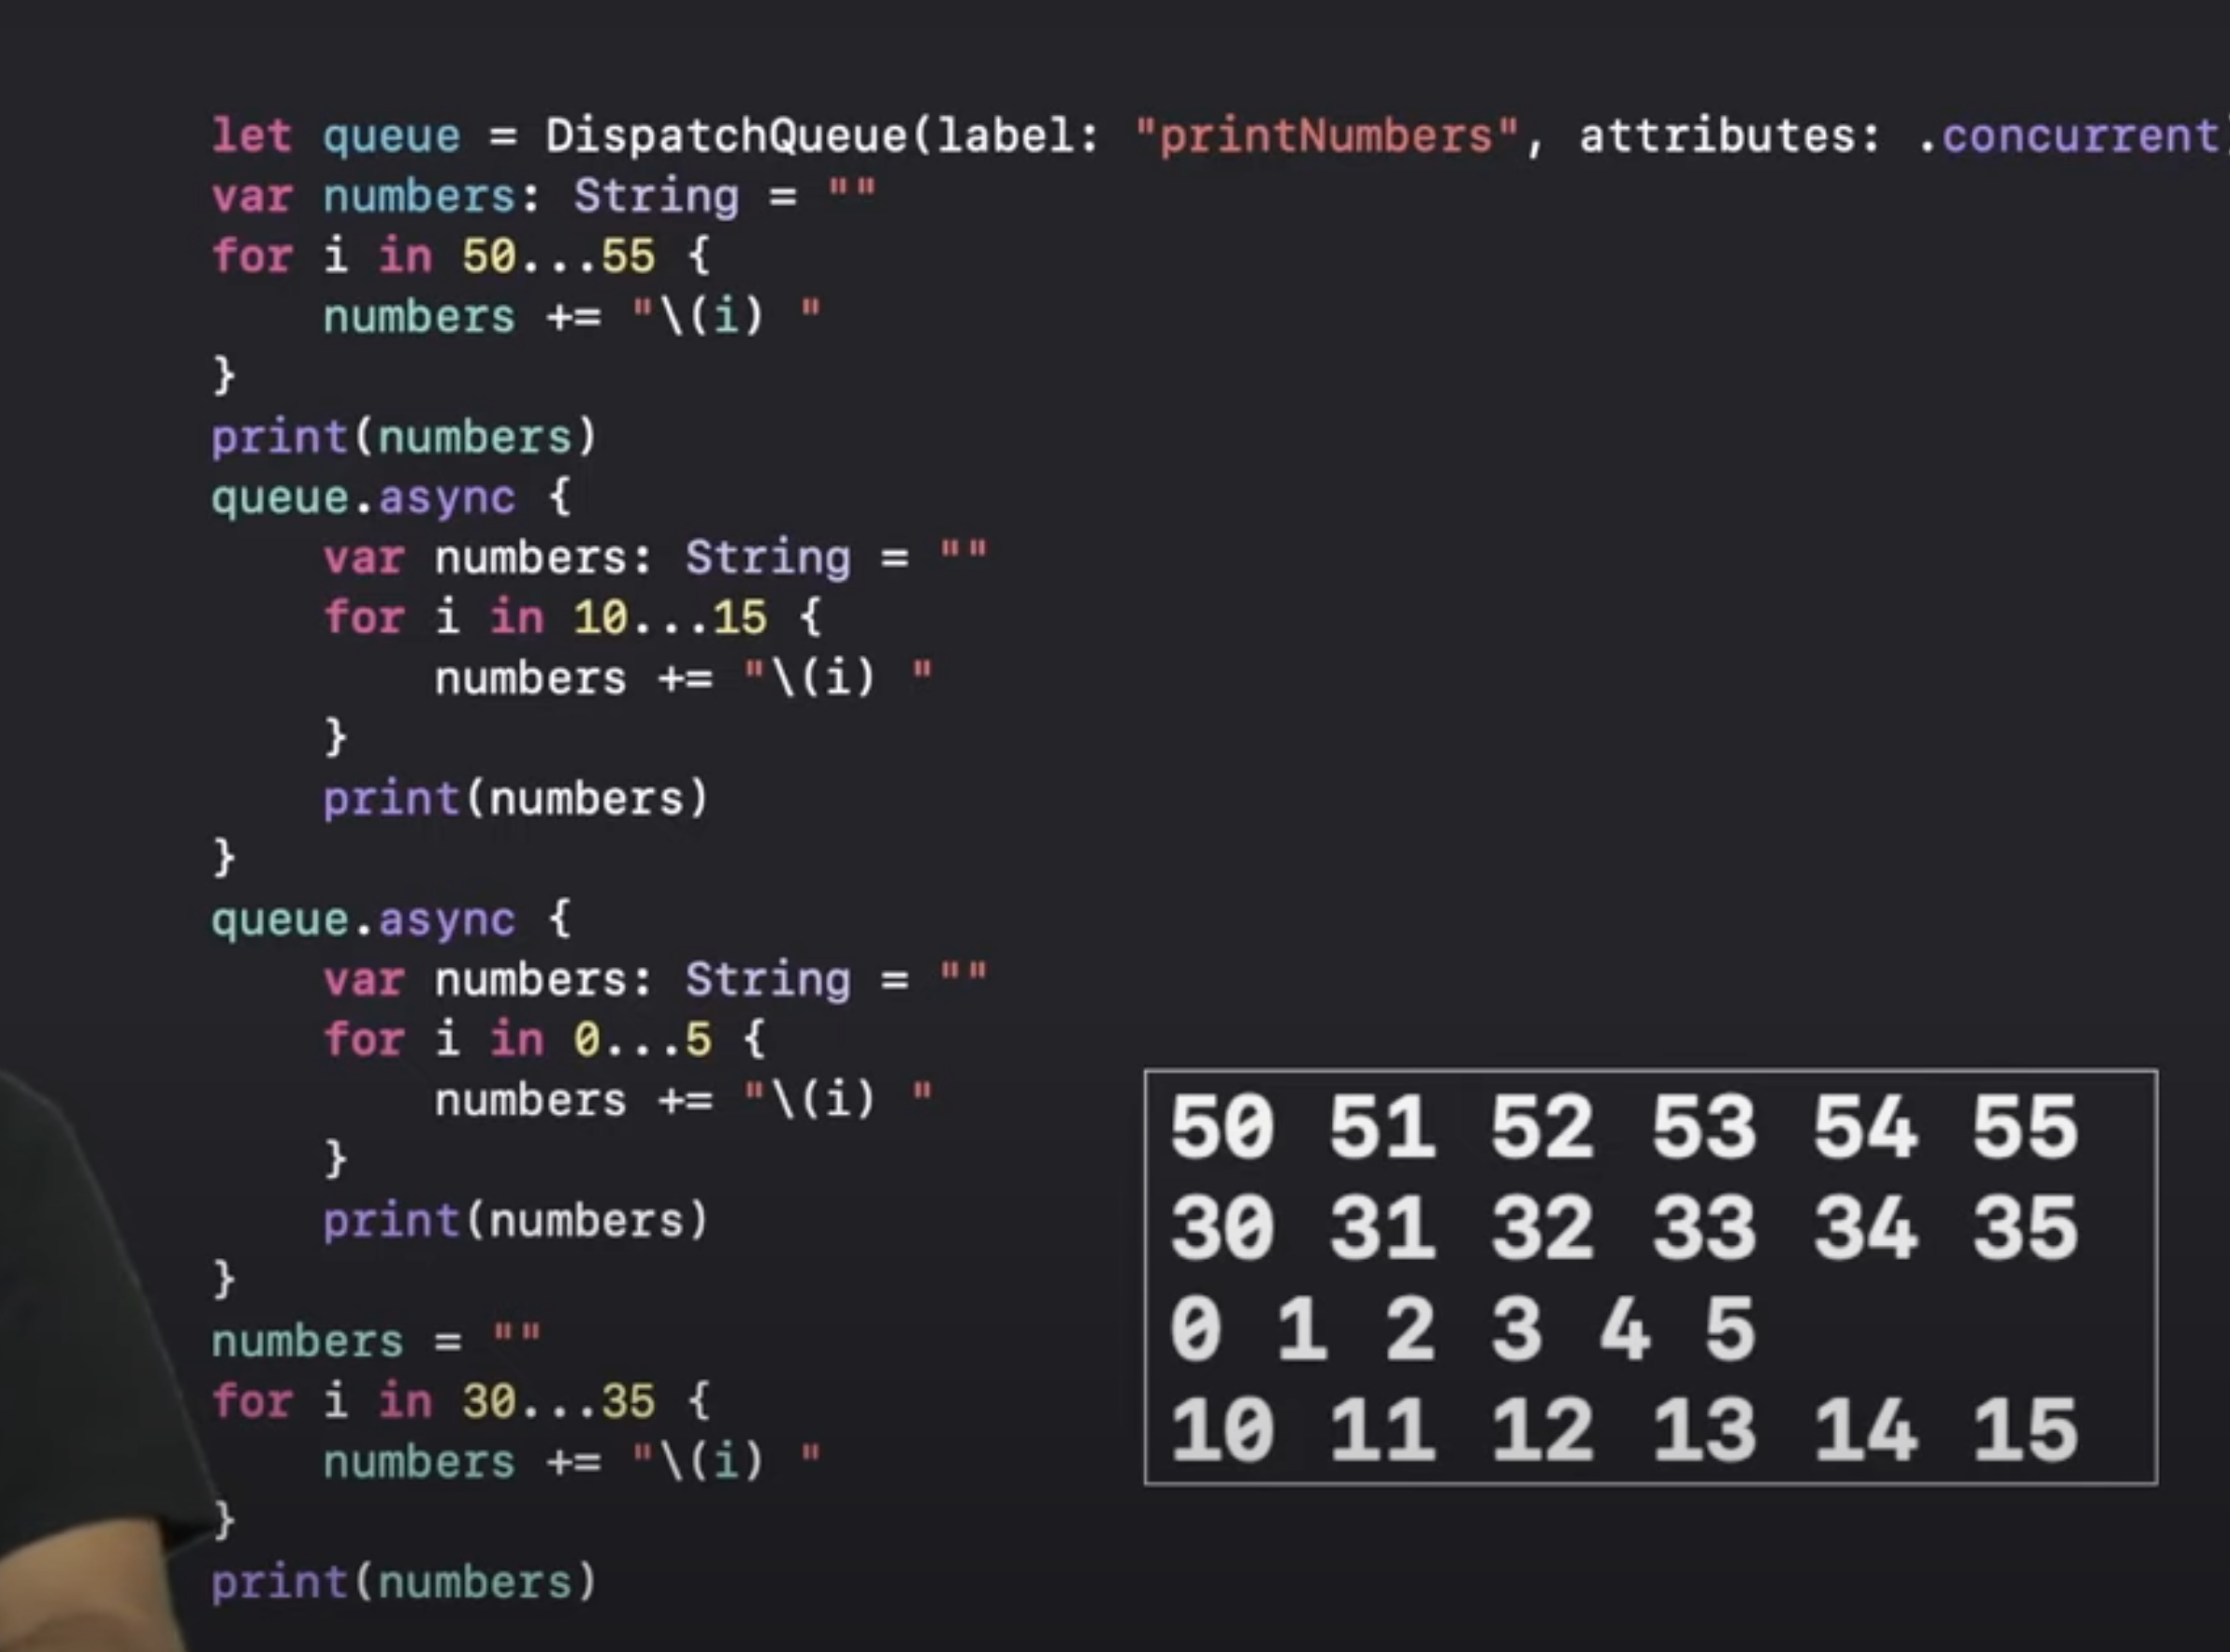 let queue = DispatchQueue(label: "printNumbers", attributes: .concurrent)
var numbers: String = ""
for i in 50...55 {
    numbers += "\(i) "
}
print(numbers)
queue.async {
    var numbers: String = ""
    for i in 10...15 {
        numbers += "\(i) "
    }
    print(numbers)
}
queue.async {
    var numbers: String = ""
    for i in 0...5 {
        numbers += "\(i) "
    }
    print(numbers)
}
numbers = ""
for i in 30...35 {
    numbers += "\(i) "
}
print(numbers)
50 51 52 53 54 55
30 31 32 33 34 35
0 1 2 3 4 5
10 11 12 13 14 15